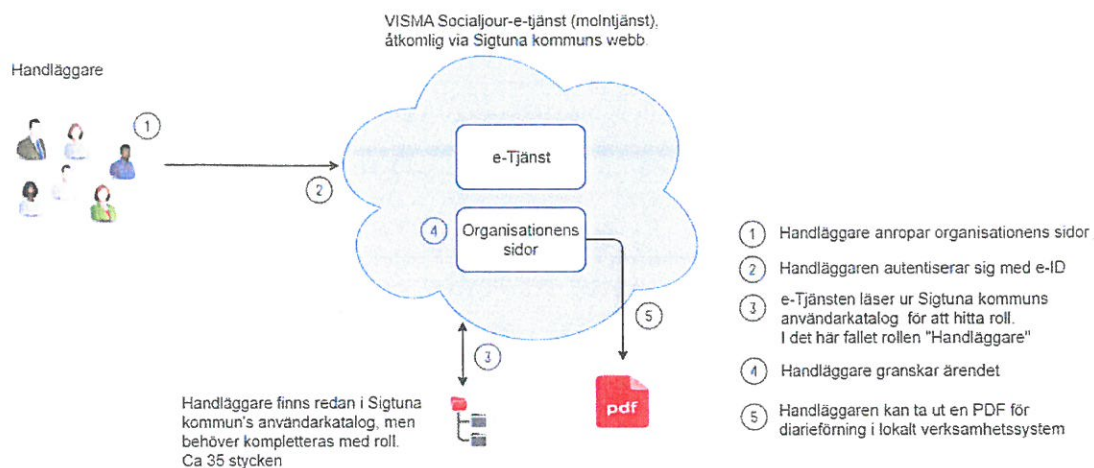 VISMA Socialjour-e-tjänst (molntjänst),
åtkomlig via Sigtuna kommuns webb.
Handläggare
1
2
e-Tjänst
4
Organisationens
sidor
5
3
pdf
Handläggare finns redan i Sigtuna
kommun's användarkatalog, men
behöver kompletteras med roll.
Ca 35 stycken
1 Handläggare anropar organisationens sidor
2 Handläggaren autentiserar sig med e-ID
3 e-Tjänsten läser ur Sigtuna kommuns
användarkatalog för att hitta roll.
I det här fallet rollen "Handläggare"
4 Handläggare granskar ärendet
5 Handläggaren kan ta ut en PDF för
diarieföring i lokalt verksamhetssystem